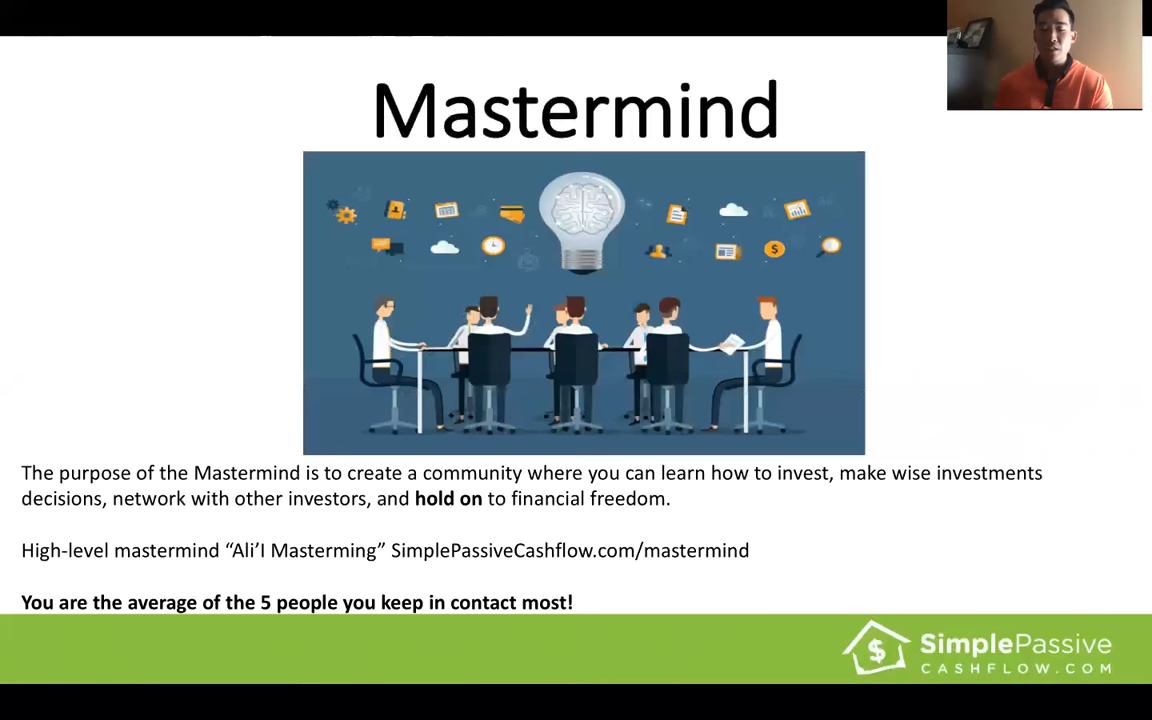 Mastermind
$
The purpose of the Mastermind is to create a community where you can learn how to invest, make wise investments
decisions, network with other investors, and hold on to financial freedom.
High-level mastermind “Ali’I Masterming” SimplePassiveCashflow.com/mastermind
You are the average of the 5 people you keep in contact most!
$
SimplePassive
CASHFLOW.COM